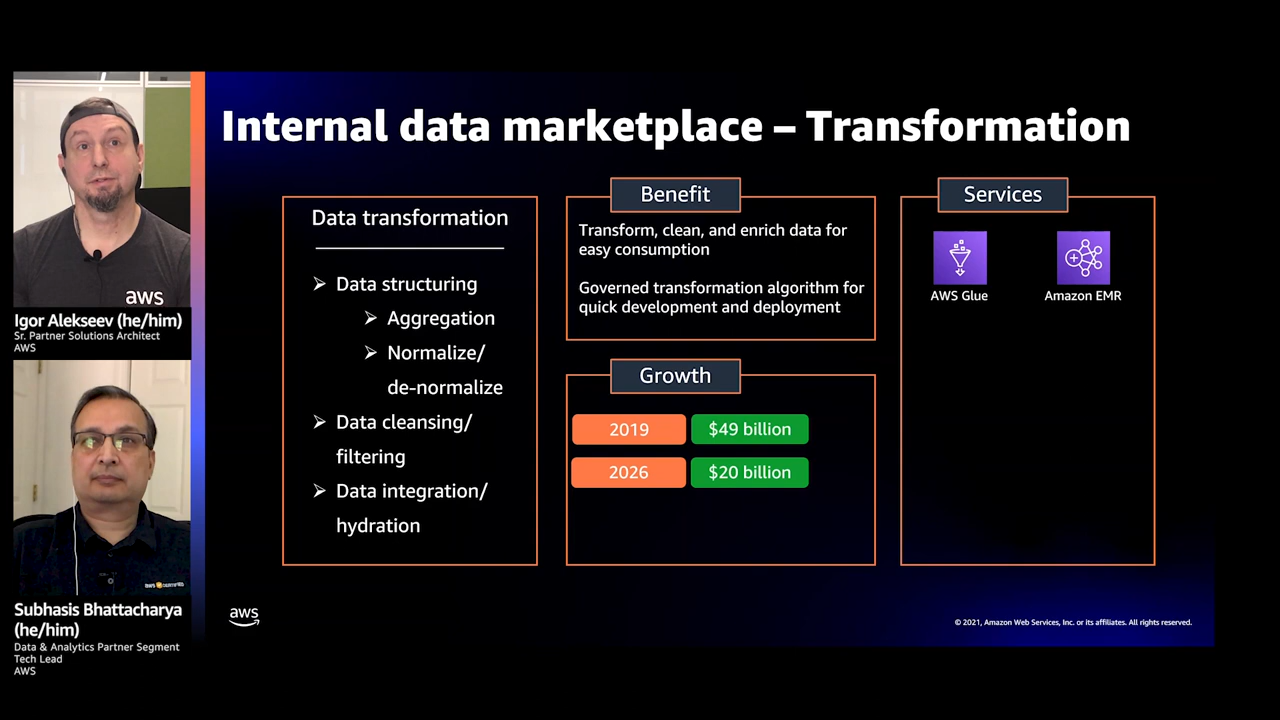 Internal data marketplace – Transformation
aws
Igor Alekseev (he/him)
Sr. Partner Solutions Architect
AWS
Subhasis Bhattacharya
(he/him)
Data & Analytics Partner Segment
Tech Lead
AWS
Data transformation
➢ Data structuring
➢ Aggregation
➢ Normalize/
de-normalize
➢ Data cleansing/
filtering
➢ Data integration/
hydration
Benefit
Transform, clean, and enrich data for
easy consumption
Governed transformation algorithm for
quick development and deployment
Growth
2019 $49 billion
2026 $20 billion
Services
AWS Glue
Amazon EMR
aws
© 2021, Amazon Web Services, Inc. or its affiliates. All rights reserved.